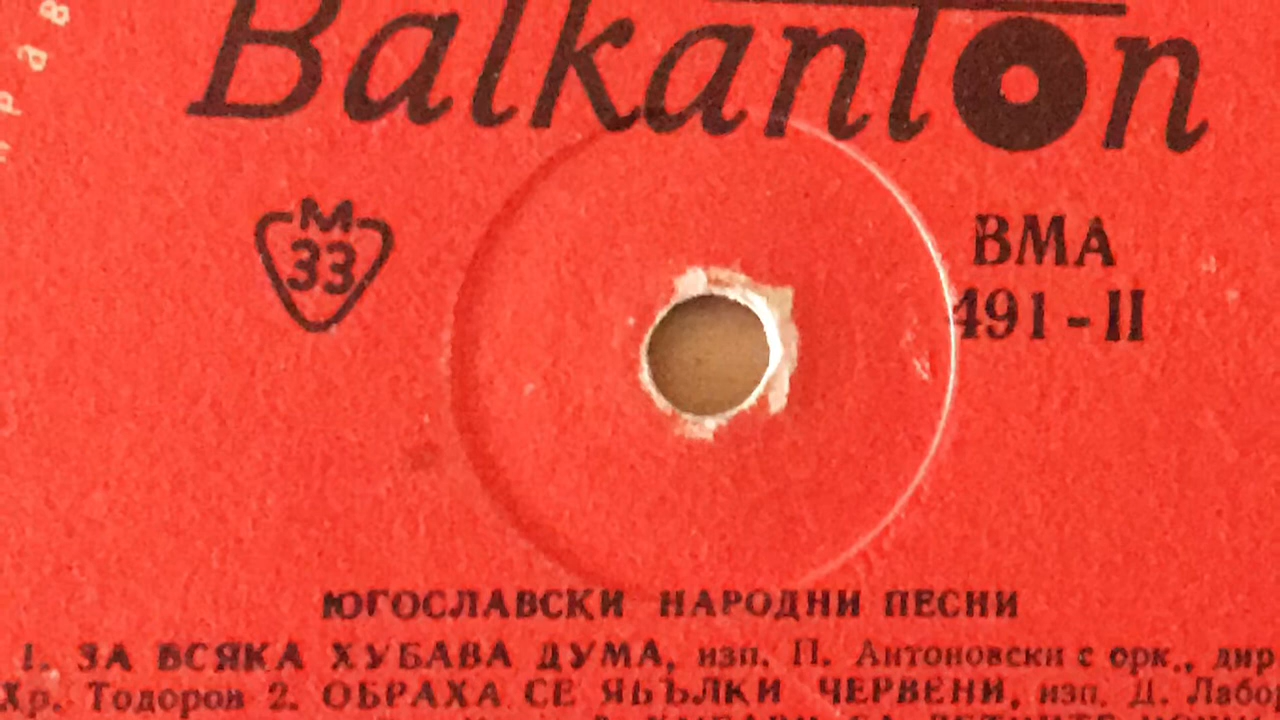 Balkanton
М
33
ВМА
491-II
ЮГОСЛАВСКИ НАРОДНИ ПЕСНИ
1. ЗА ВСЯКА ХУБАВА ДУМА, изп. П. Антоновски с орк., дир.
Хр. Тодоров 2. ОБРАХА СЕ ЯБЪЛКИ ЧЕРВЕНИ, изп. Д. Лабор